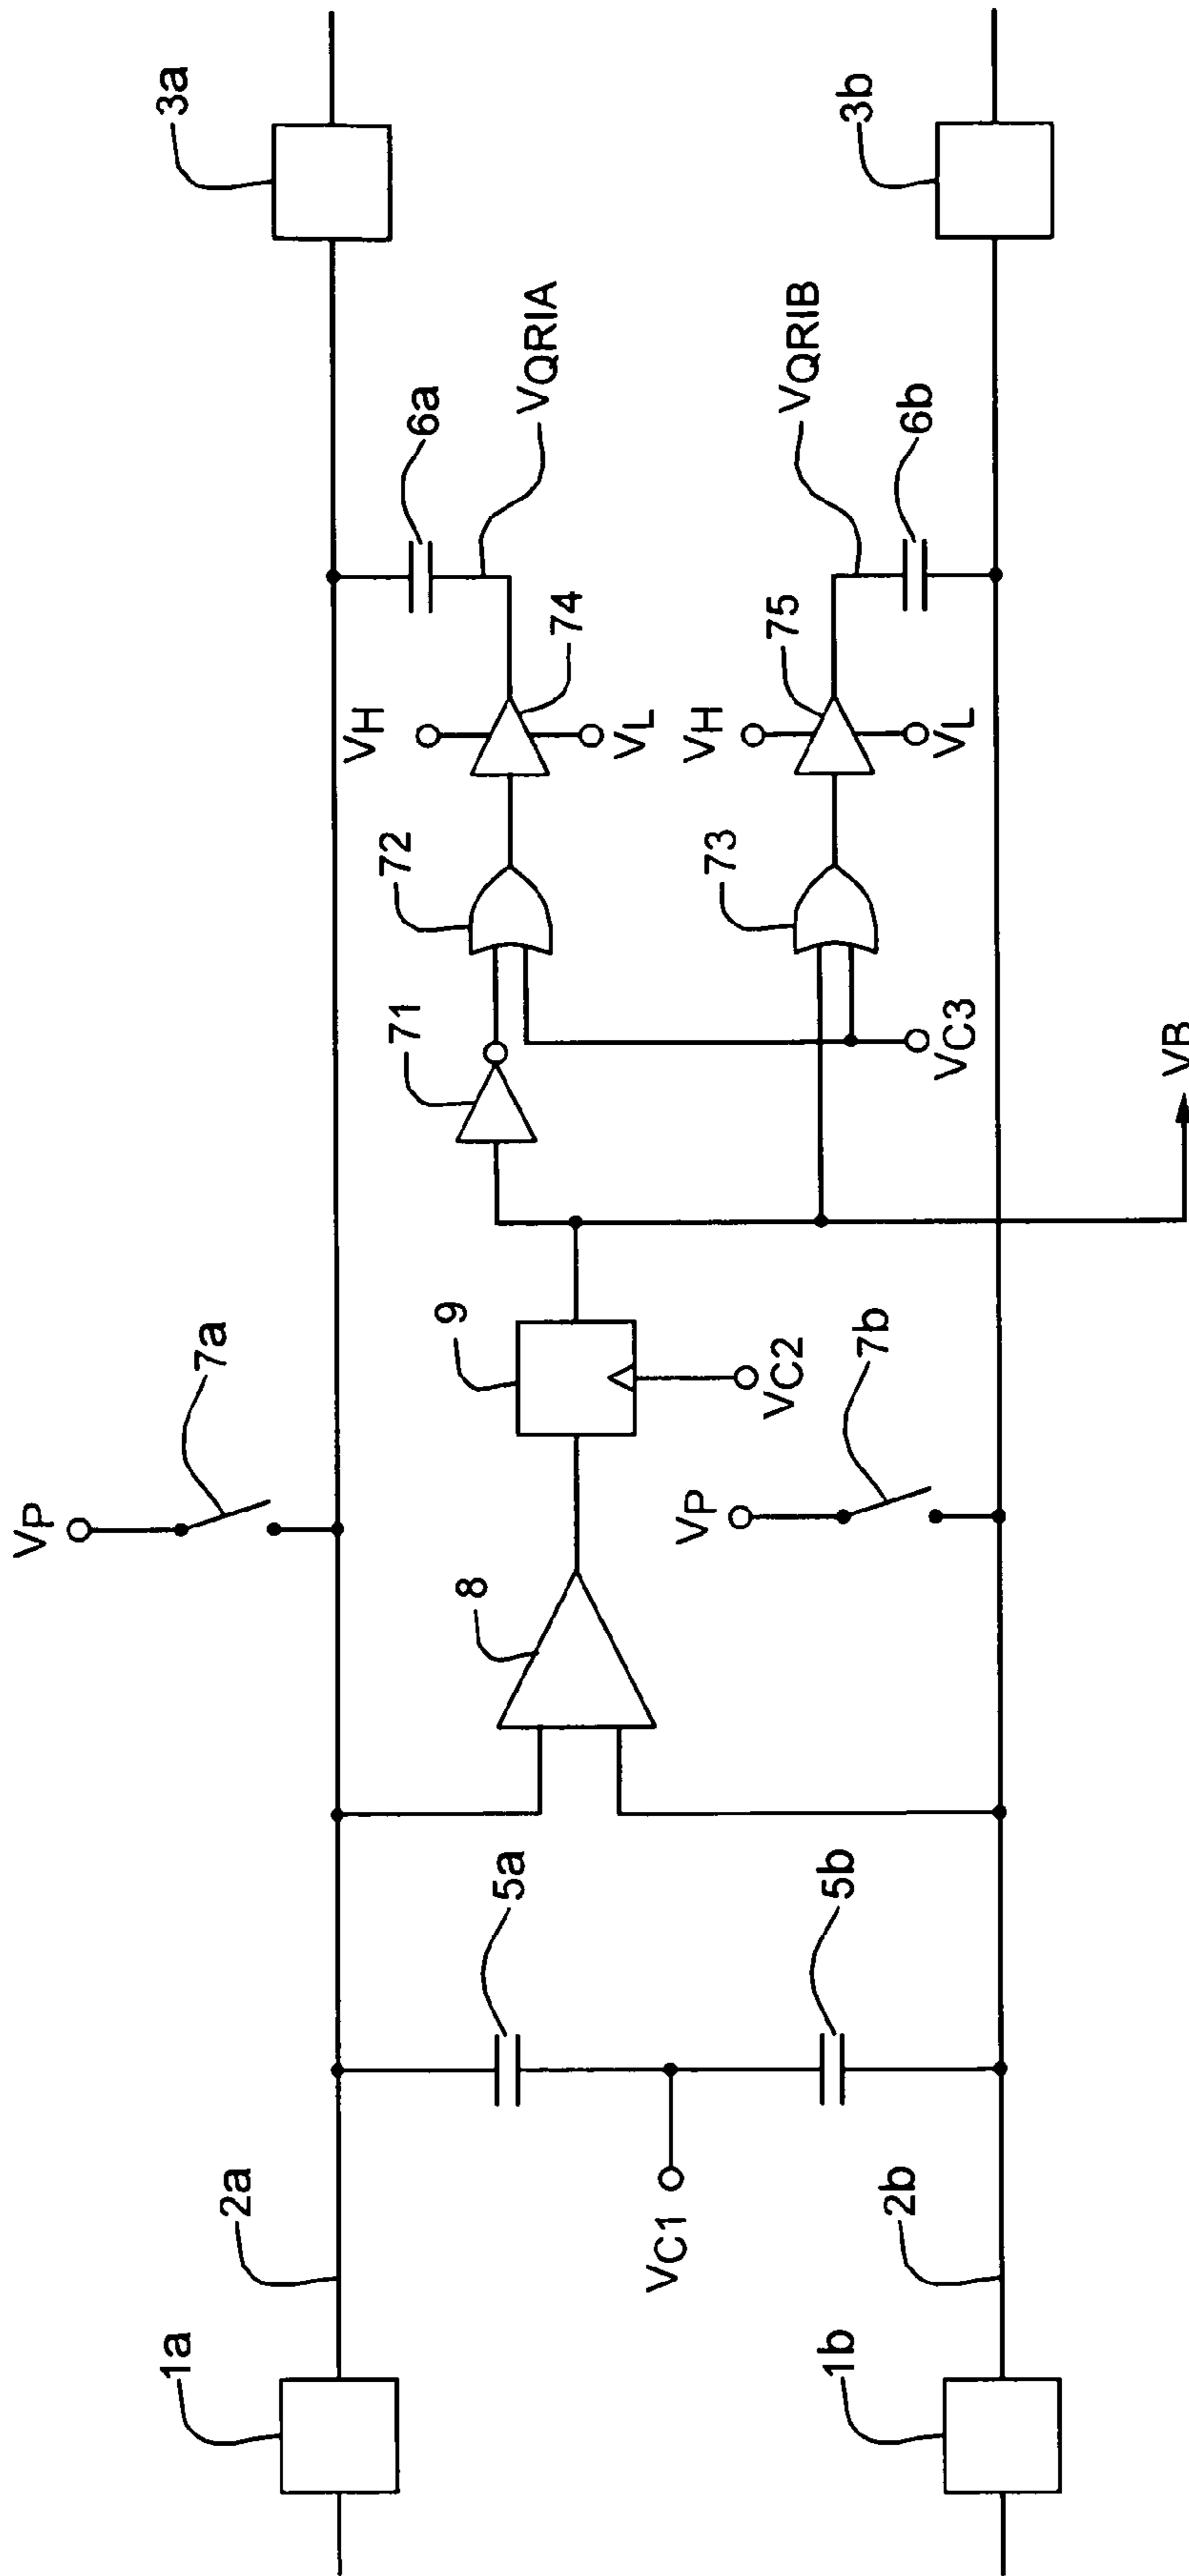 VP
7a
3a
1a
2a
5a
8
9
71
72
VH
74
VL
6a
VQRIA
VC1
5b
VP
7b
VC2
VC3
73
VH
75
VL
VQRIB
6b
1b
2b
3b
VB